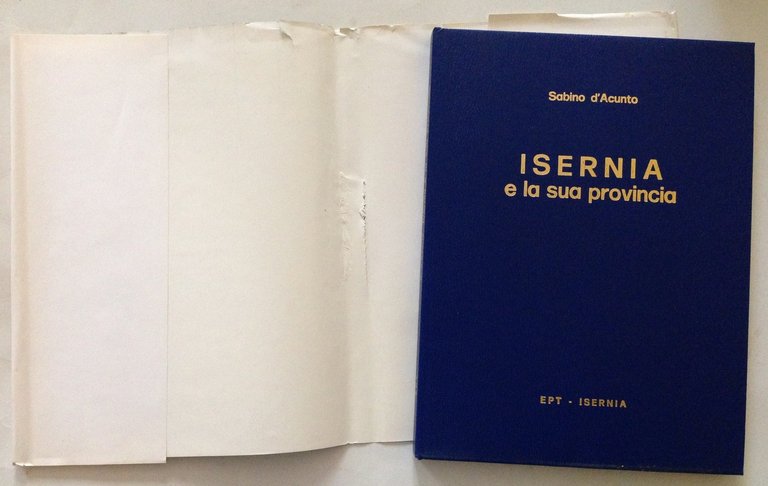 Sabino d'Acunto
ISERNIA
e la sua provincia
EPT - ISERNIA